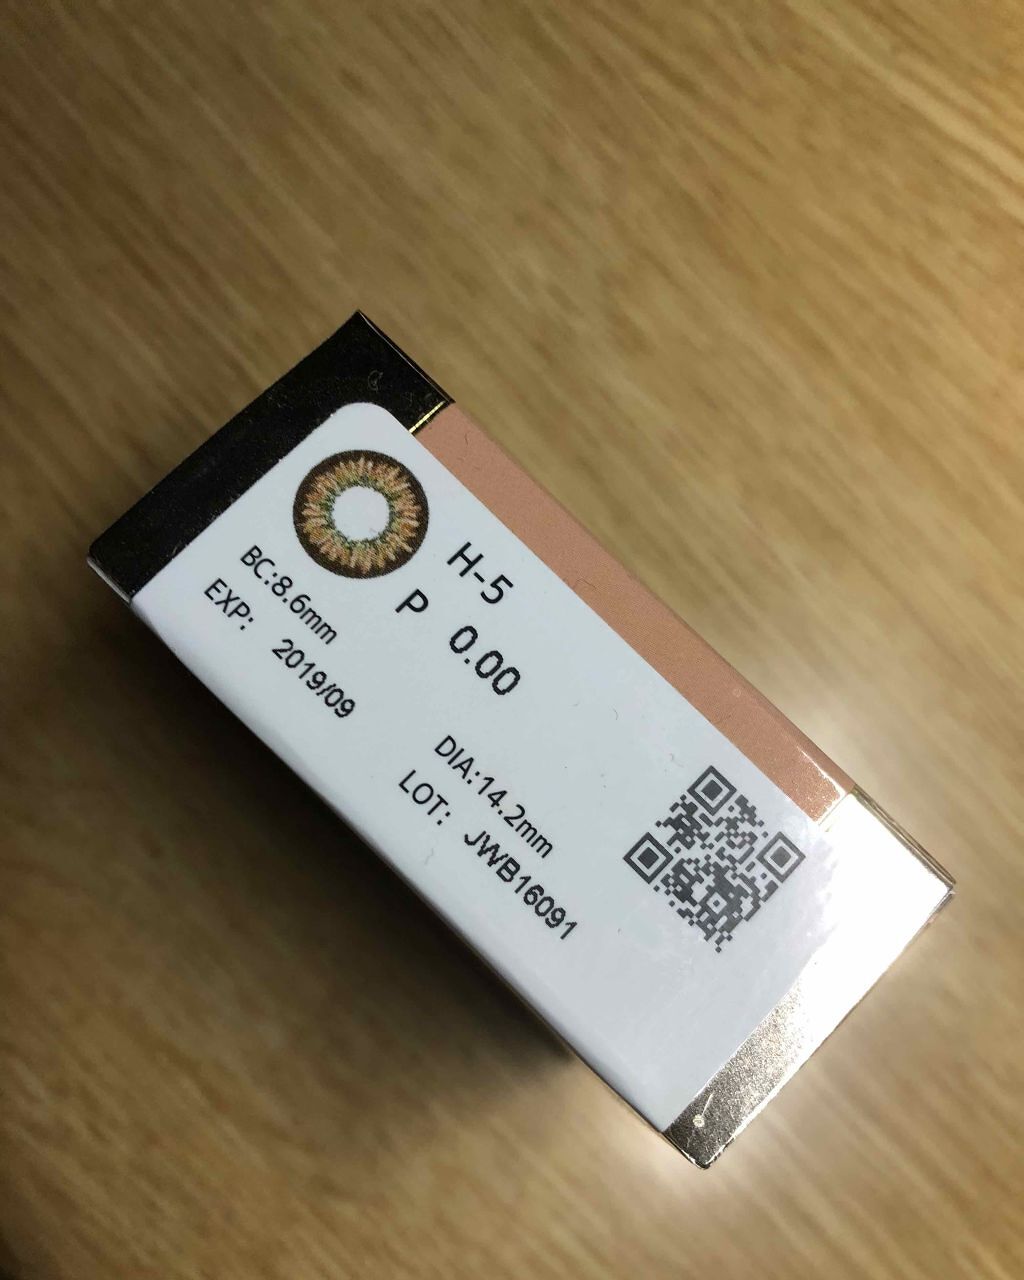 H-5
P 0.00
BC:8.6mm DIA:14.2mm
EXP: 2019/09 LOT: JWB16091